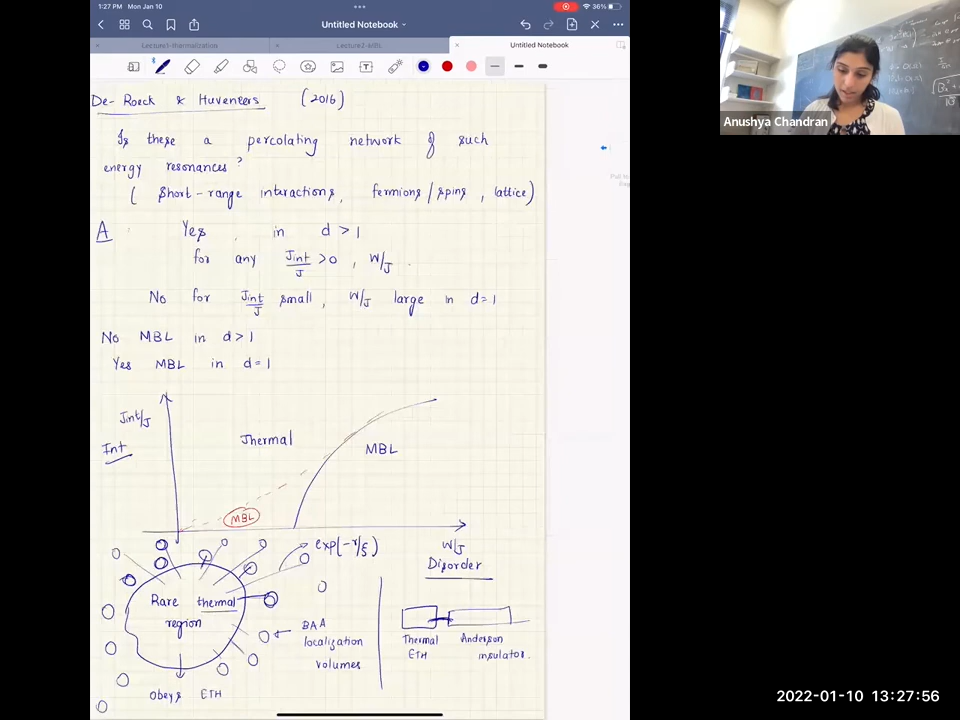 1:27 PM Mon Jan 10
36%
Untitled Notebook
Lecture1-thermalization
Lecture2-MBL
Untitled Notebook
De-Roeck & Huveneers (2016)
Is there a percolating network of such
energy resonances?
( Short-range interactions, fermions/spins, lattice)
A Yes, in d > 1
for any Jint/J > 0, W/J
No for Jint/J small, W/J large in d=1
No MBL in d > 1
Yes MBL in d = 1
Jint/J
Int
Thermal
MBL
MBL
W/J
Disorder
exp(-r/ξ)
Rare thermal
region
BAA
localization
volumes
Obeys ETH
Thermal
ETH
Anderson
insulator.
Anushya Chandran
2022-01-10 13:27:56